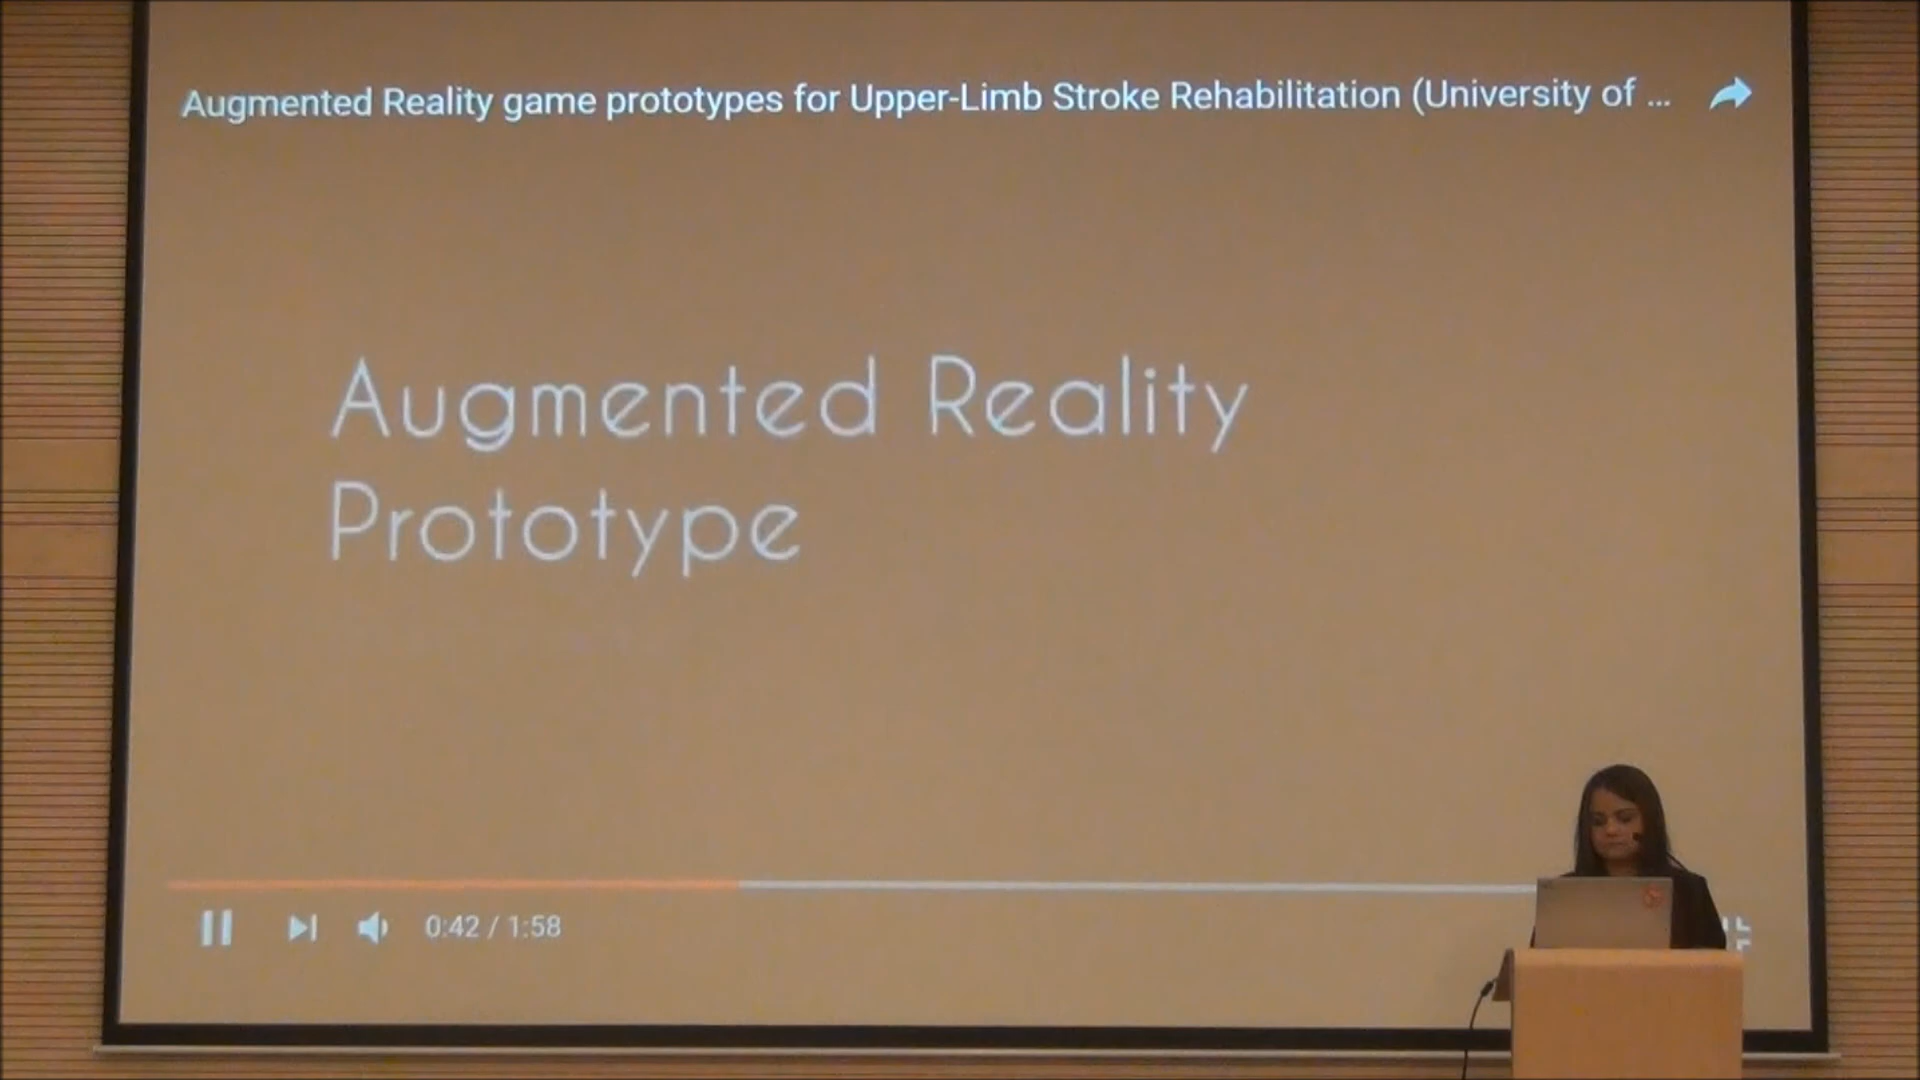 Augmented Reality game prototypes for Upper-Limb Stroke Rehabilitation (University of ...
Augmented Reality
Prototype
0:42 / 1:58